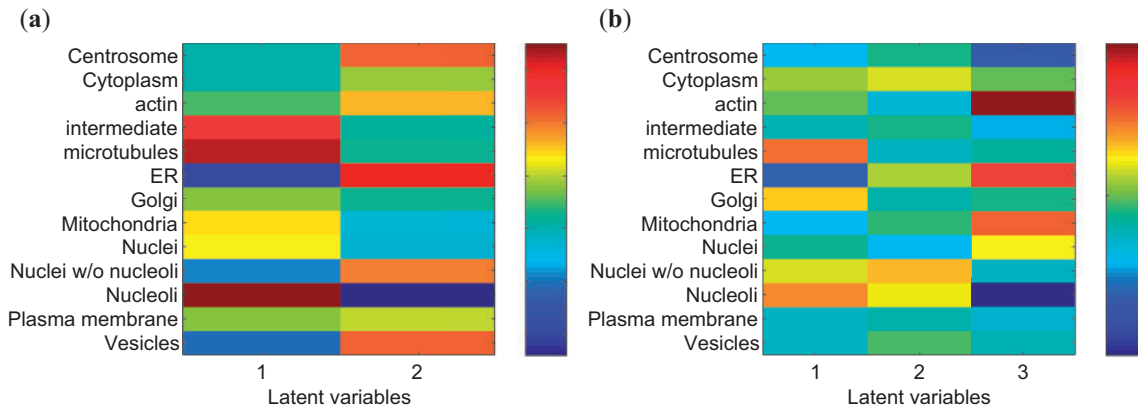 (a)
Centrosome
Cytoplasm
actin
intermediate
microtubules
ER
Golgi
Mitochondria
Nuclei
Nuclei w/o nucleoli
Nucleoli
Plasma membrane
Vesicles
1 2
Latent variables
(b)
Centrosome
Cytoplasm
actin
intermediate
microtubules
ER
Golgi
Mitochondria
Nuclei
Nuclei w/o nucleoli
Nucleoli
Plasma membrane
Vesicles
1 2 3
Latent variables